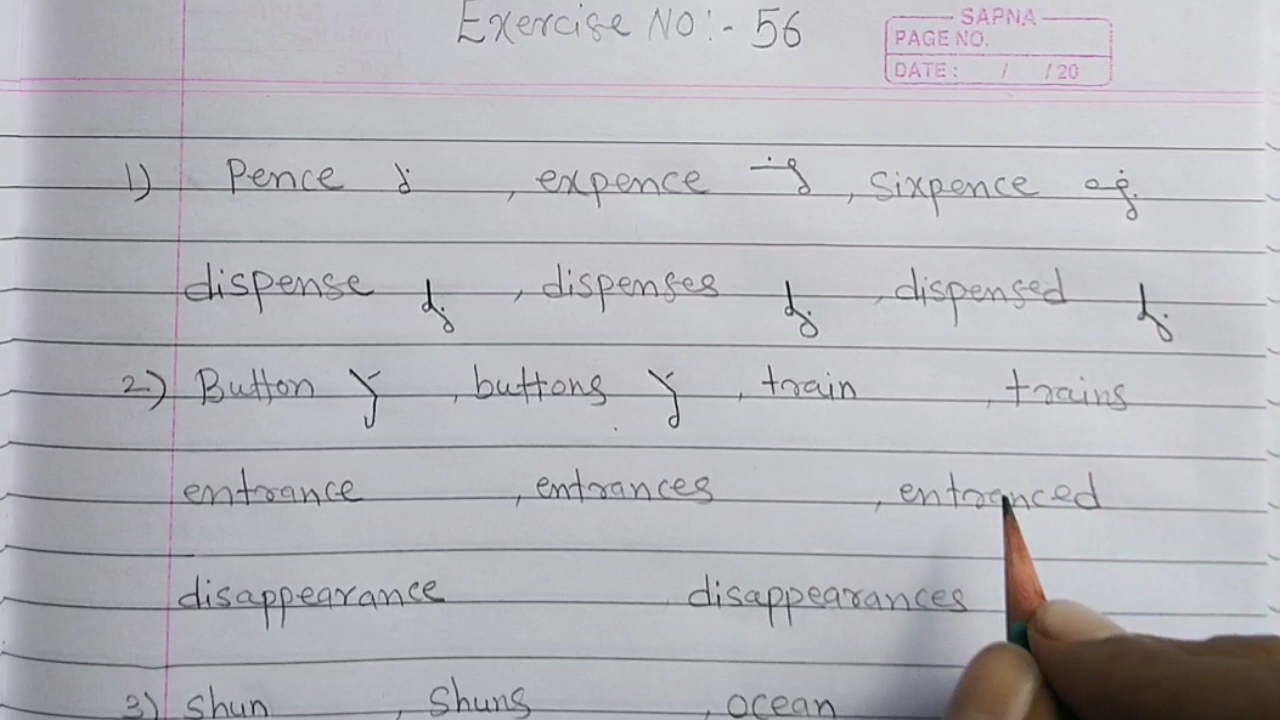 Exercise NO:- 56
SAPNA
PAGE NO.
DATE : / / 20
1) Pence , expence , sixpence
dispense , dispenses , dispensed
2) Button , buttons , train , trains
entrance , entrances , entranced
disappearance disappearances
3) shun , shuns , ocean